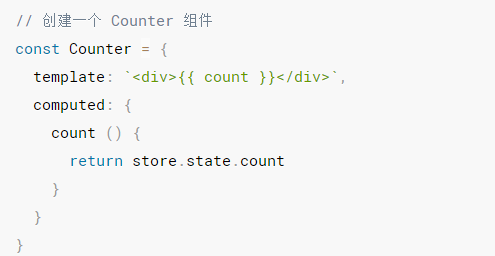 // 创建一个 Counter 组件
const Counter = {
  template: `<div>{{ count }}</div>`,
  computed: {
    count () {
      return store.state.count
    }
  }
}